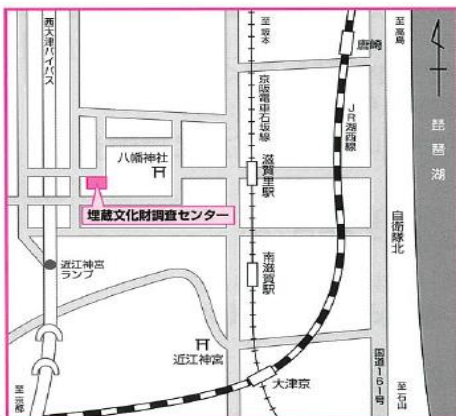 西大津バイパス
至坂本
京阪電車石坂線
唐崎
至高島
琵琶湖
JR湖西線
八幡神社
滋賀里駅
埋蔵文化財調査センター
自衛隊北
近江神宮
ランプ
南滋賀駅
近江神宮
国道161号
大津京
至京都
至石山